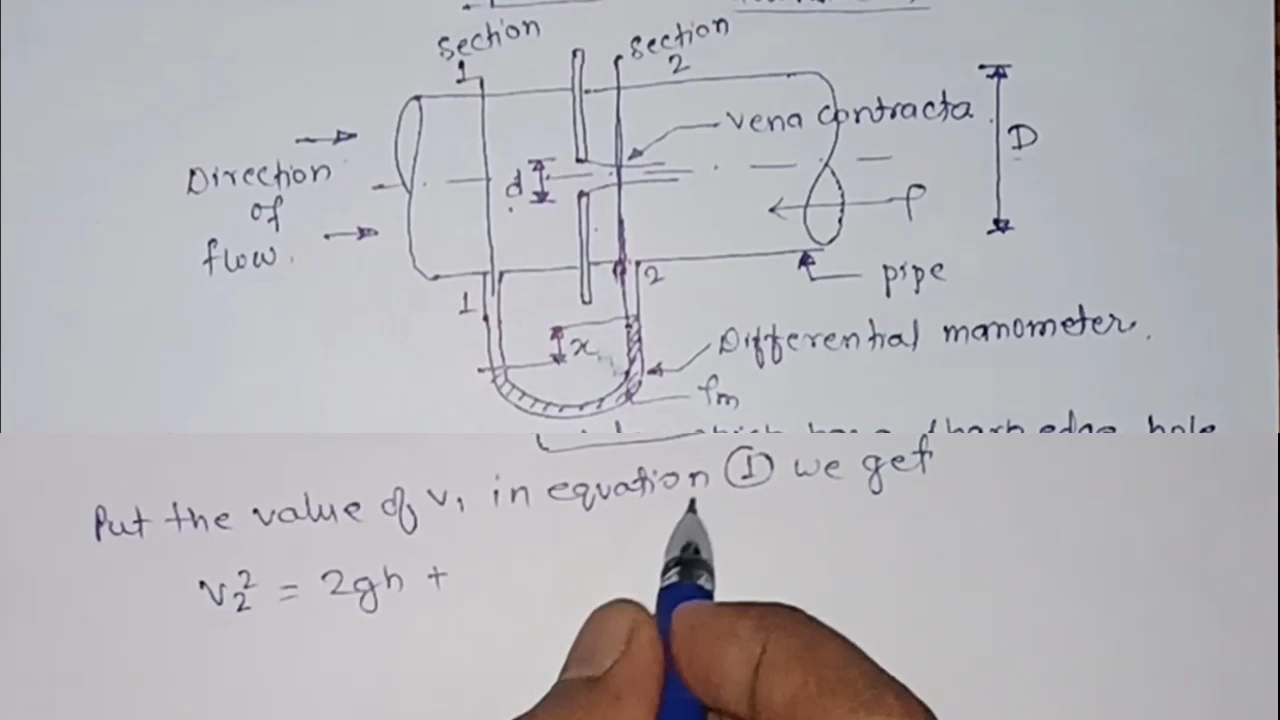 Section
1
Section
2
vena contracta
D
Direction
of
flow
d
ρ
1
2
pipe
x
Differential manometer.
ρm
Put the value of v₁ in equation ① we get
v₂² = 2gh +